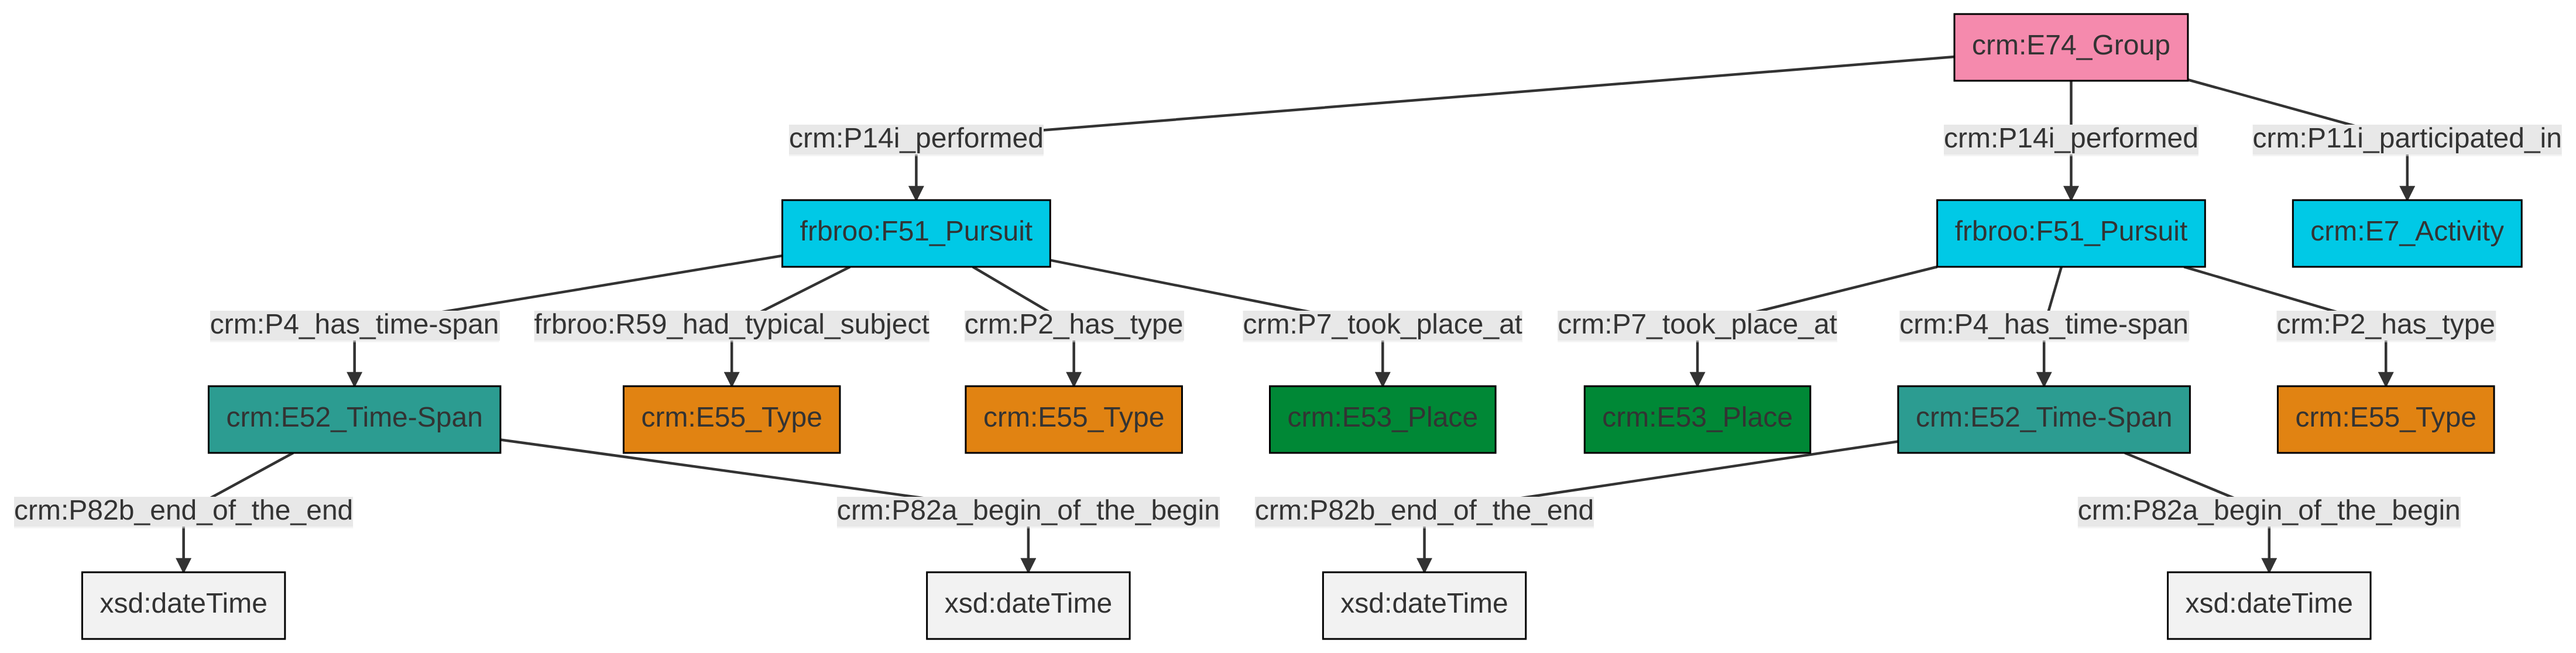 crm:E74_Group
crm:P14i_performed
crm:P14i_performed
crm:P11i_participated_in
frbroo:F51_Pursuit
frbroo:F51_Pursuit
crm:E7_Activity
crm:P4_has_time-span
frbroo:R59_had_typical_subject
crm:P2_has_type
crm:P7_took_place_at
crm:P7_took_place_at
crm:P4_has_time-span
crm:P2_has_type
crm:E52_Time-Span
crm:E55_Type
crm:E55_Type
crm:E53_Place
crm:E53_Place
crm:E52_Time-Span
crm:E55_Type
crm:P82b_end_of_the_end
crm:P82a_begin_of_the_begin
crm:P82b_end_of_the_end
crm:P82a_begin_of_the_begin
xsd:dateTime
xsd:dateTime
xsd:dateTime
xsd:dateTime